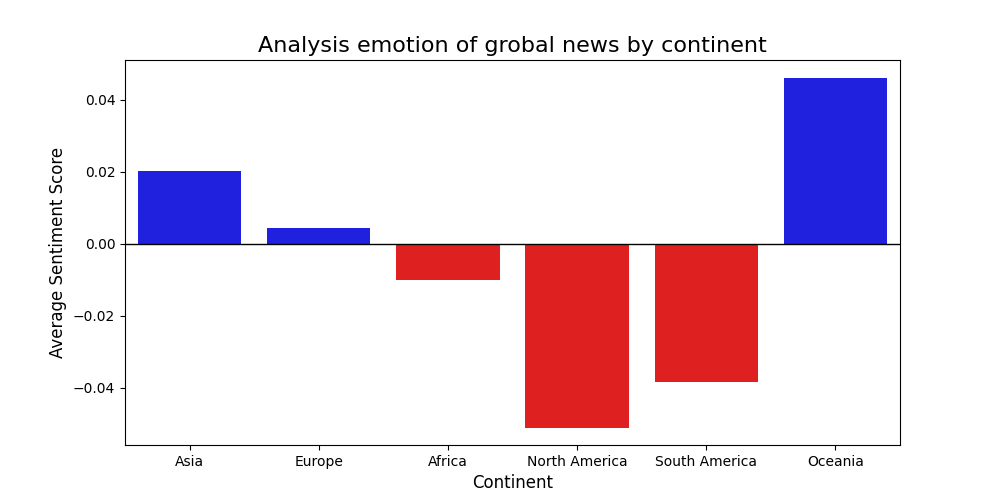 Analysis emotion of grobal news by continent
Average Sentiment Score
0.04
0.02
0.00
−0.02
−0.04
Asia Europe Africa North America South America Oceania
Continent